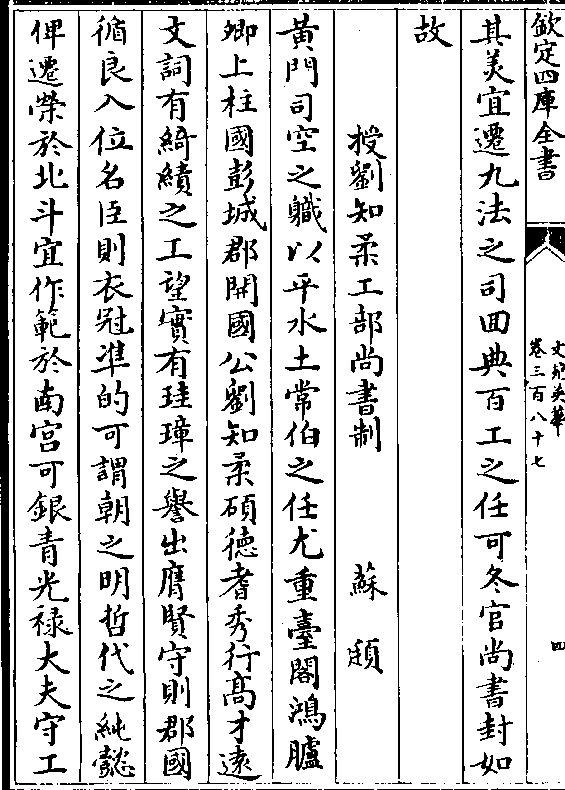 欽定四庫全書
文苑英華
卷三百八十七
四
其美宜遷九法之司囬典百工之任可冬官尚書封如
故
授劉知柔工部尚書制
蘇頲
黄門司空之職以平水土常伯之任尤重臺閣鴻臚
卿上柱國彭城郡開國公劉知柔碩德耆秀行髙才逺
文詞有綺繢之工望實有珪璋之譽出膺賢守則郡國
循良入位名臣則衣冠凖的可謂朝之明哲代之純懿
俾遷榮於北斗宜作範於南宫可銀青光禄大夫守工